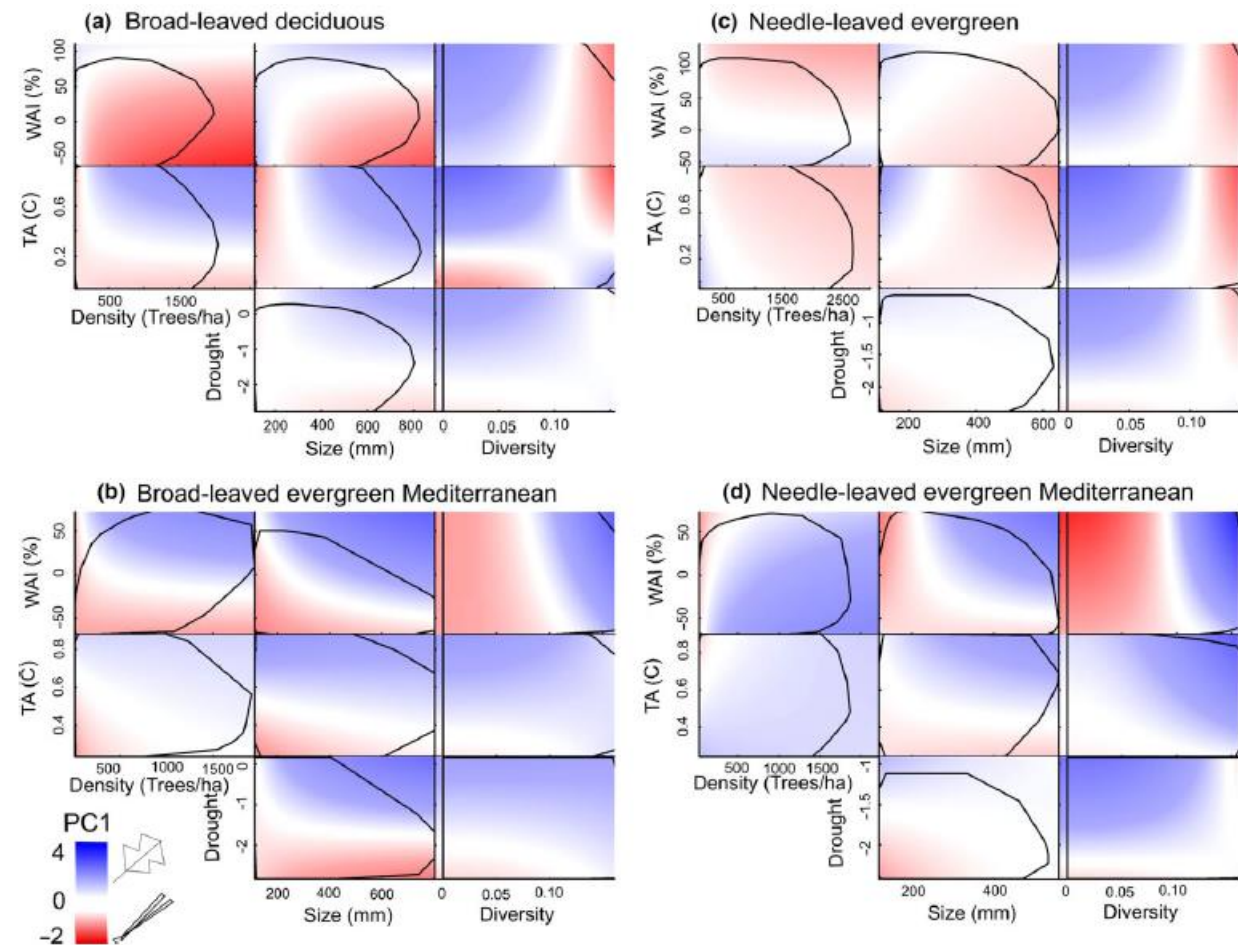 (a) Broad-leaved deciduous
WAI (%)
100
50
0
−50
TA (C)
0.6
0.2
500 1500
Density (Trees/ha)
Drought
0
-1
-2
200 400 600 800
Size (mm)
0 0.05 0.10
Diversity
(c) Needle-leaved evergreen
WAI (%)
100
50
0
−50
TA (C)
0.6
0.2
500 1500 2500
Density (Trees/ha)
Drought
-1
-1.5
-2
200 400 600
Size (mm)
0 0.05 0.10
Diversity
(b) Broad-leaved evergreen Mediterranean
WAI (%)
50
0
−50
TA (C)
0.8
0.6
0.4
500 1000 1500
Density (Trees/ha)
Drought
0
-1
-2
200 400 600
Size (mm)
0 0.05 0.10
Diversity
PC1
4
0
−2
(d) Needle-leaved evergreen Mediterranean
WAI (%)
50
0
−50
TA (C)
0.8
0.6
0.4
500 1000 1500
Density (Trees/ha)
Drought
-1
-1.5
-2
200 400
Size (mm)
0 0.05 0.10
Diversity